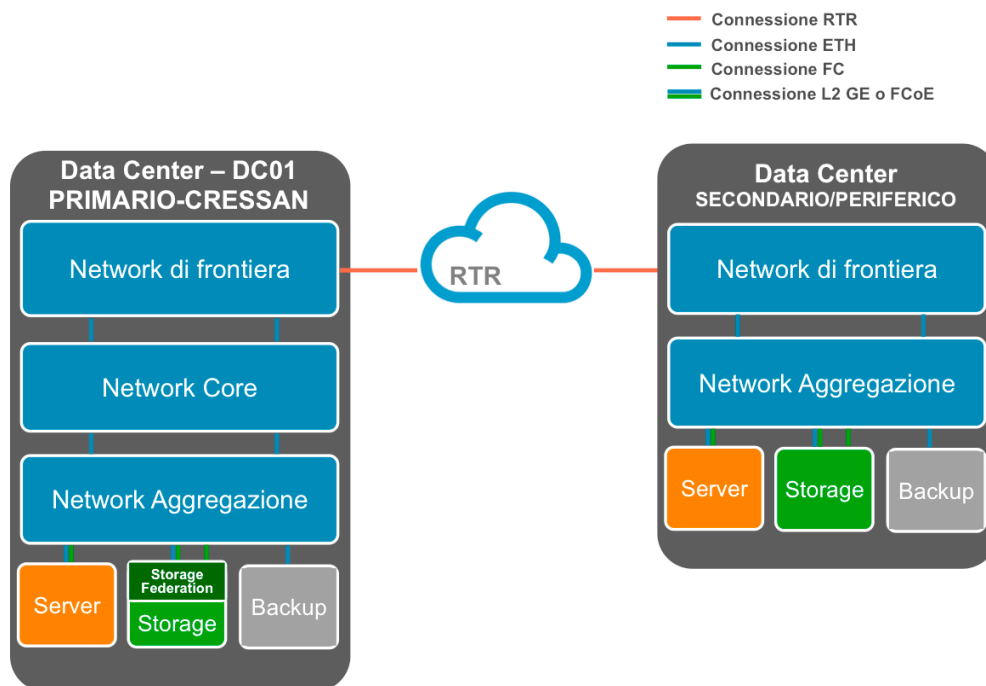 Connessione RTR
Connessione ETH
Connessione FC
Connessione L2 GE o FCoE
Data Center – DC01
PRIMARIO-CRESSAN
Network di frontiera
Network Core
Network Aggregazione
Server
Storage
Federation
Storage
Backup
RTR
Data Center
SECONDARIO/PERIFERICO
Network di frontiera
Network Aggregazione
Server
Storage
Backup